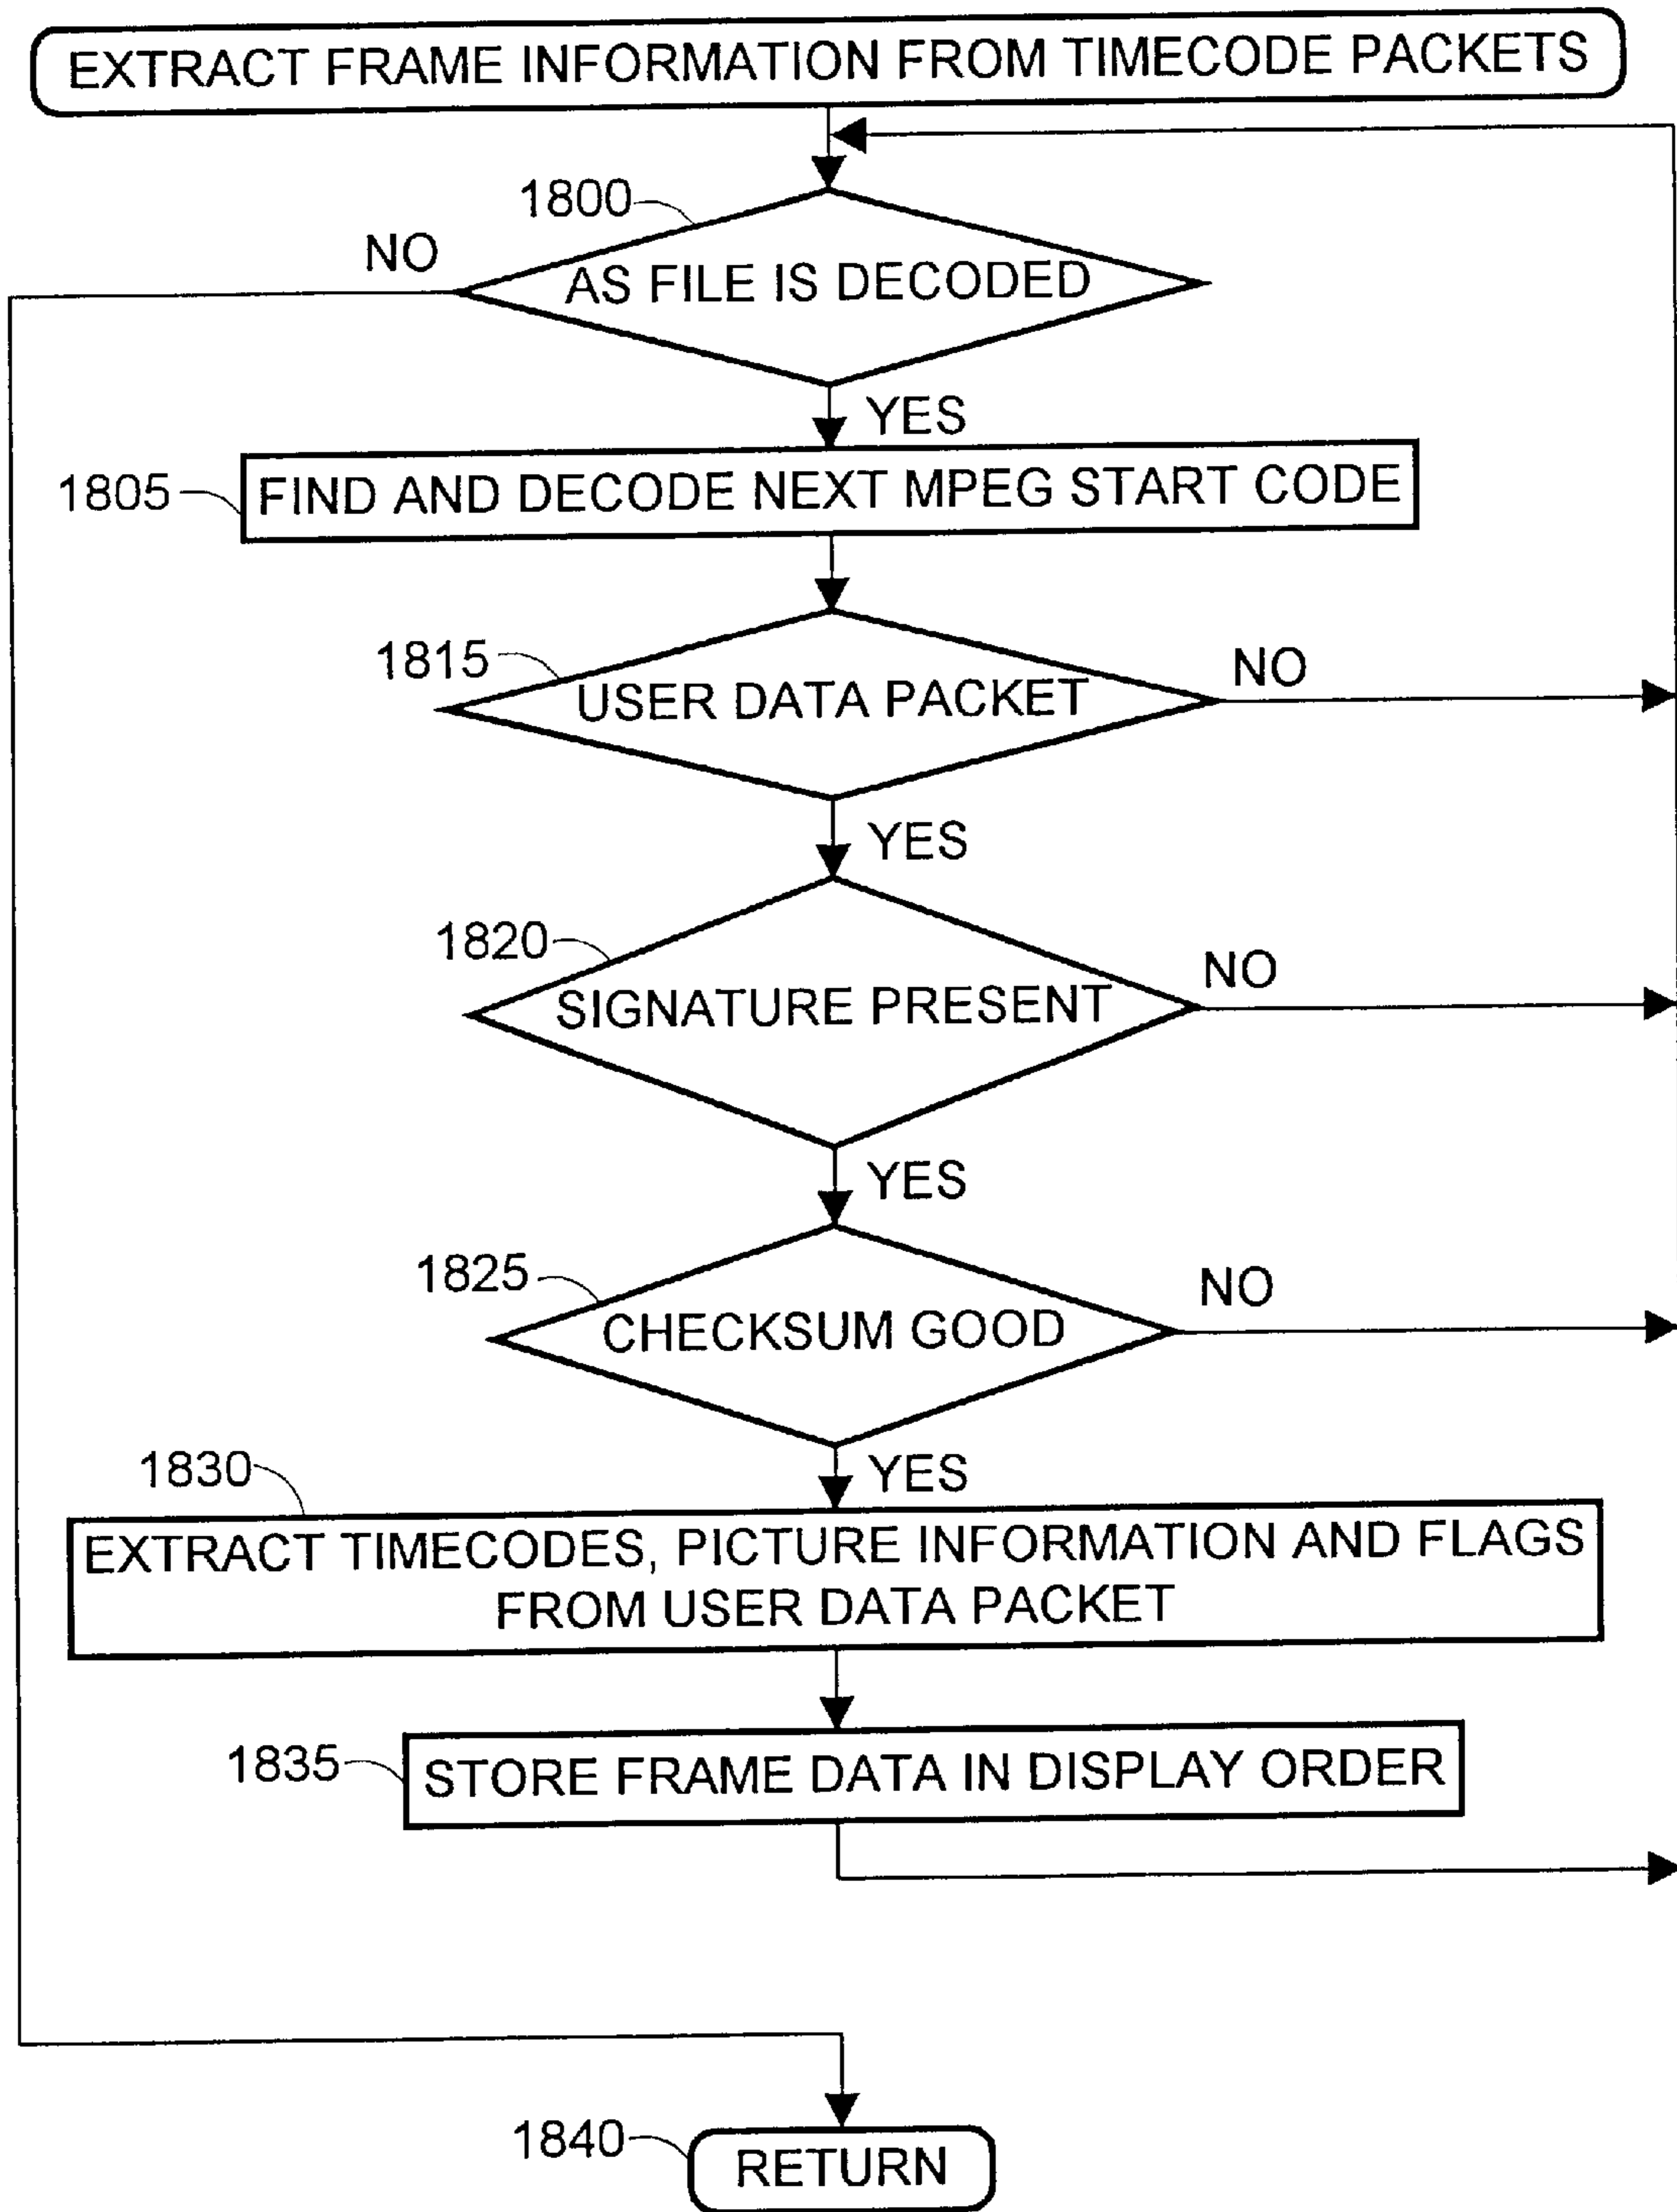 EXTRACT FRAME INFORMATION FROM TIMECODE PACKETS
1800
NO
AS FILE IS DECODED
YES
1805
FIND AND DECODE NEXT MPEG START CODE
1815
NO
USER DATA PACKET
YES
1820
NO
SIGNATURE PRESENT
YES
1825
NO
CHECKSUM GOOD
YES
1830
EXTRACT TIMECODES, PICTURE INFORMATION AND FLAGS
FROM USER DATA PACKET
1835
STORE FRAME DATA IN DISPLAY ORDER
1840
RETURN